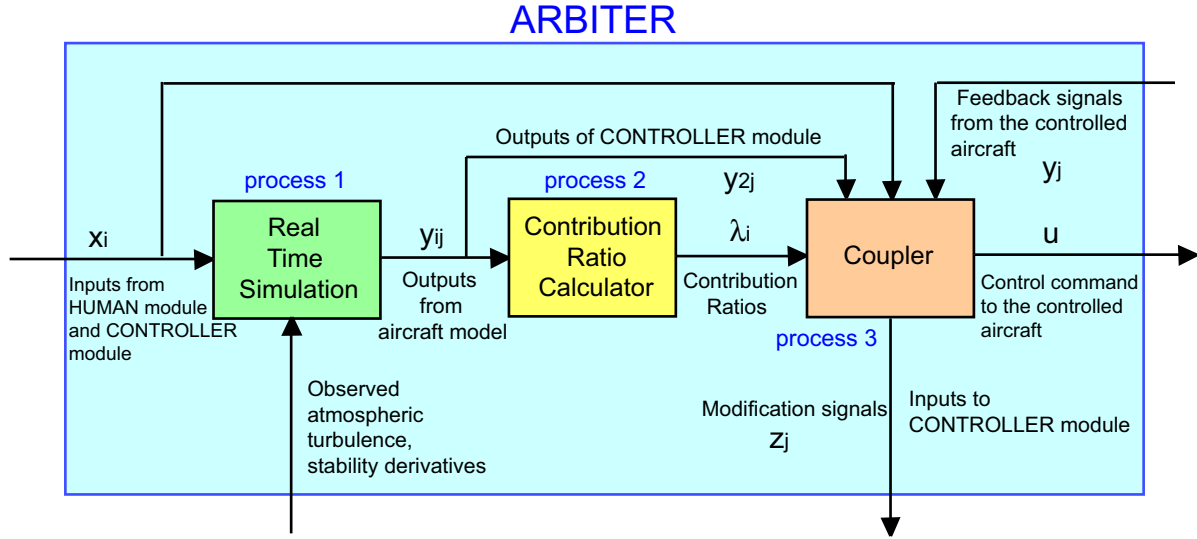 ARBITER
Feedback signals
from the controlled
aircraft
yj
Outputs of CONTROLLER module
y2j
process 1
process 2
xi
Real
Time
Simulation
yij
Contribution
Ratio
Calculator
λi
Coupler
u
Inputs from
HUMAN module
and CONTROLLER
module
Outputs
from
aircraft model
Contribution
Ratios
Control command
to the controlled
aircraft
process 3
Observed
atmospheric
turbulence,
stability derivatives
Modification signals
zj
Inputs to
CONTROLLER module